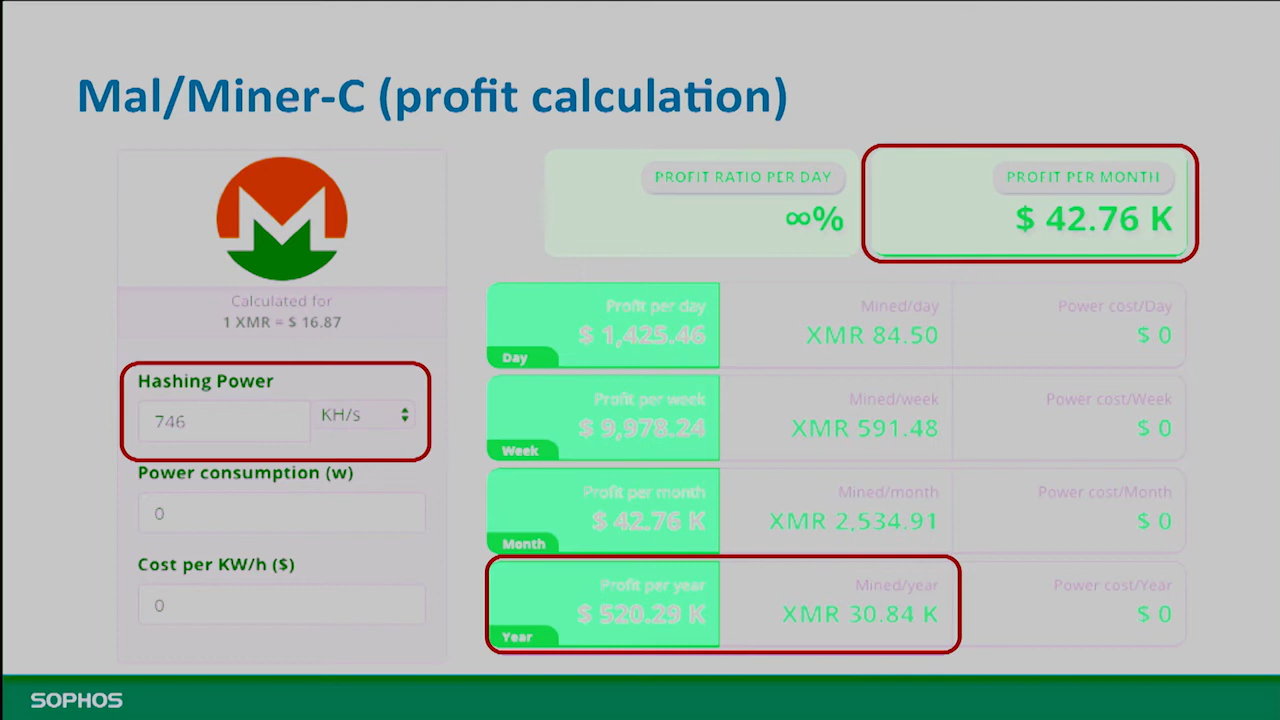 Mal/Miner-C (profit calculation)
Calculated for
1 XMR = $ 16.87
Hashing Power
746
KH/s
Power consumption (w)
0
Cost per KW/h ($)
0
PROFIT RATIO PER DAY
∞%
PROFIT PER MONTH
$ 42.76 K
Profit per day
$ 1,425.46
Day
Mined/day
XMR 84.50
Power cost/Day
$ 0
Profit per week
$ 9,978.24
Week
Mined/week
XMR 591.48
Power cost/Week
$ 0
Profit per month
$ 42.76 K
Month
Mined/month
XMR 2,534.91
Power cost/Month
$ 0
Profit per year
$ 520.29 K
Year
Mined/year
XMR 30.84 K
Power cost/Year
$ 0
SOPHOS